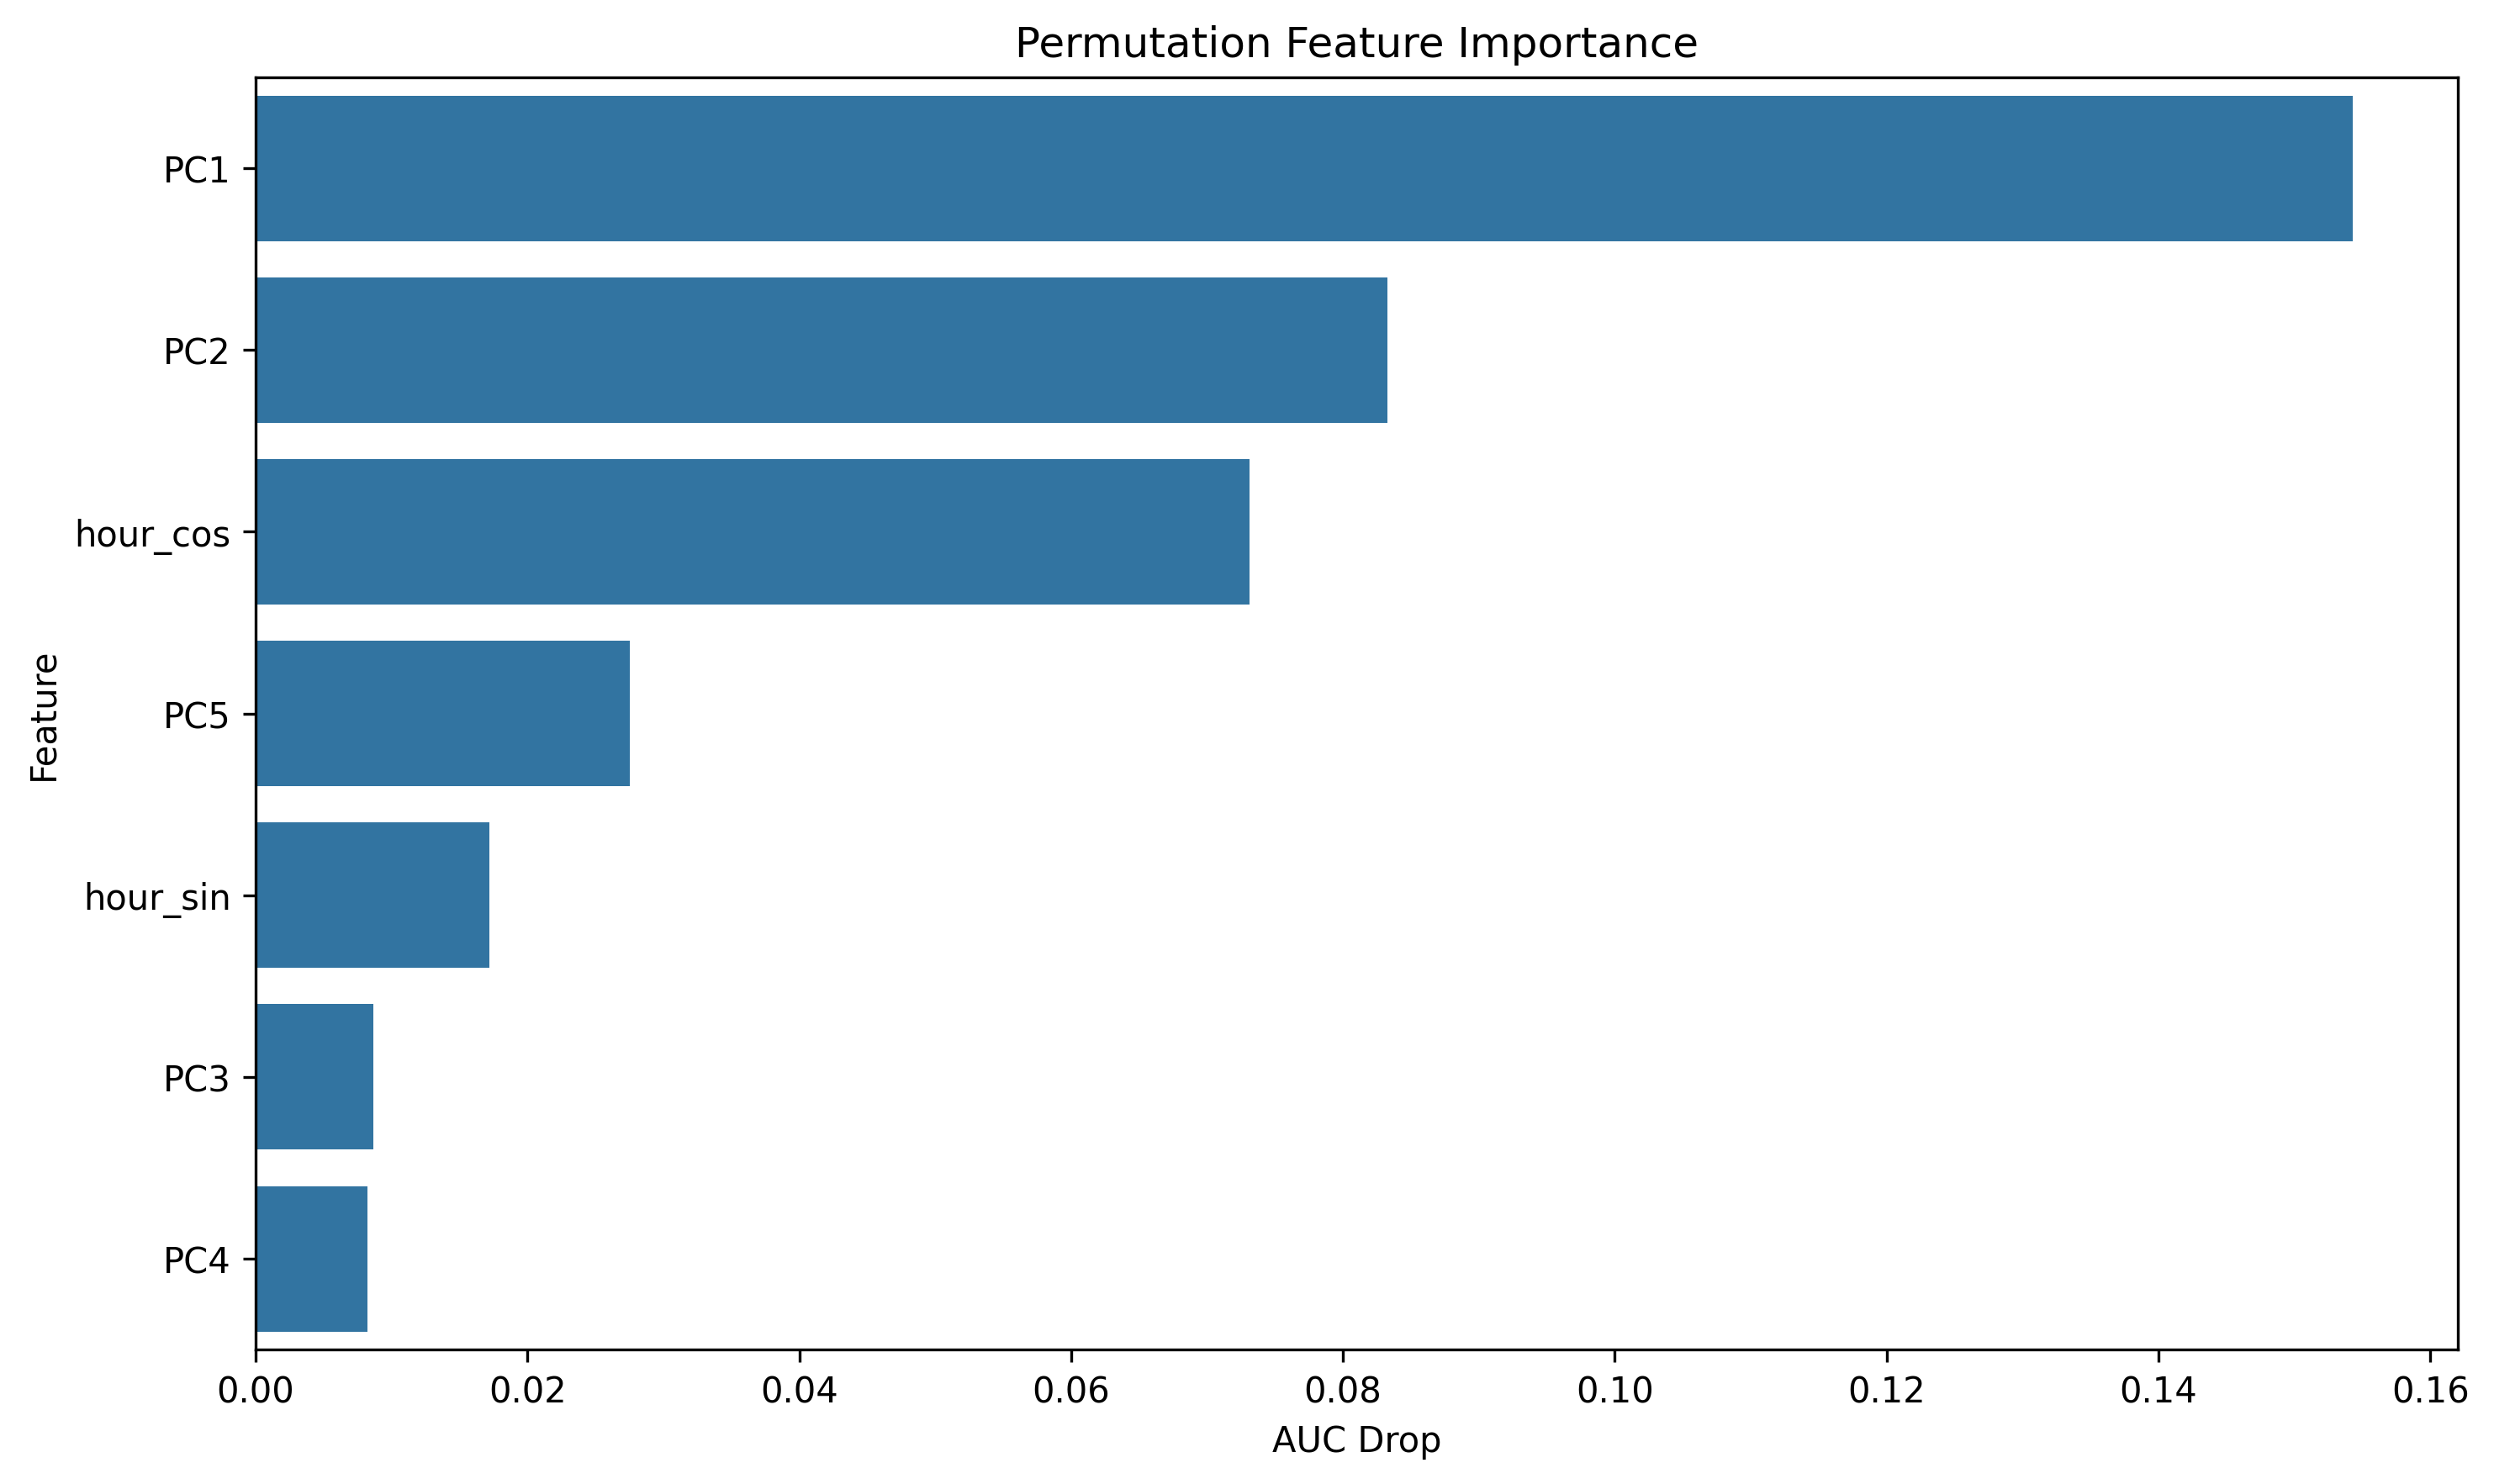 Permutation Feature Importance
PC1
PC2
hour_cos
PC5
hour_sin
PC3
PC4
Feature
0.00 0.02 0.04 0.06 0.08 0.10 0.12 0.14 0.16
AUC Drop